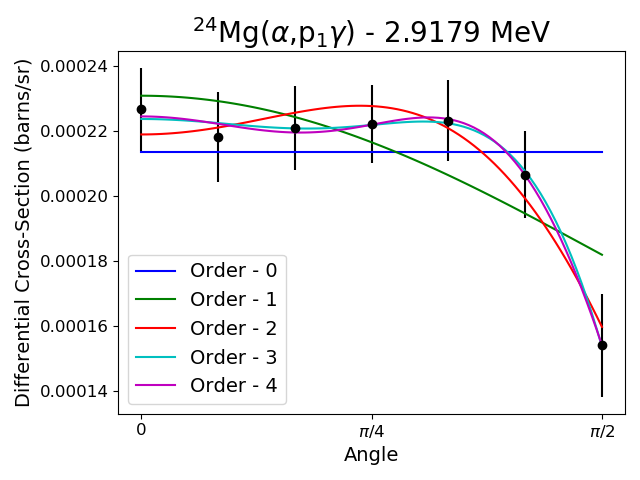 ²⁴Mg(α,p₁γ) - 2.9179 MeV
Differential Cross-Section (barns/sr)
0.00024
0.00022
0.00020
0.00018
0.00016
0.00014
Order - 0
Order - 1
Order - 2
Order - 3
Order - 4
0
π/4
π/2
Angle